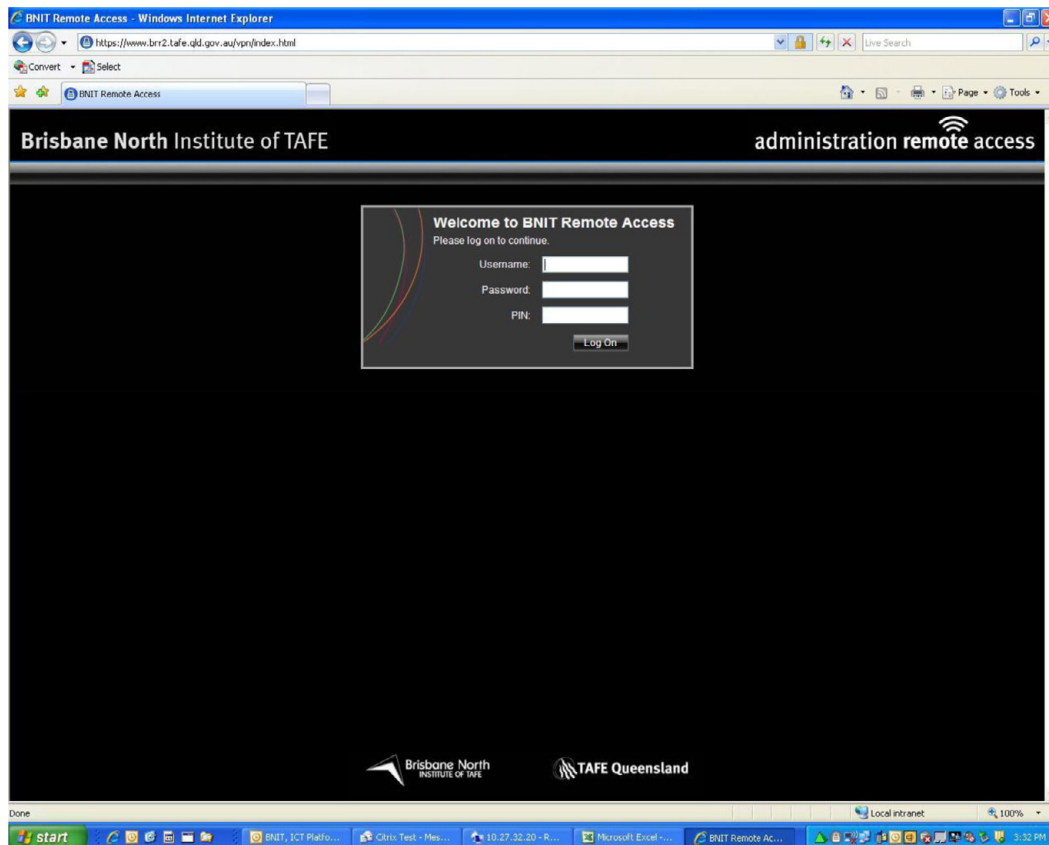 BNIT Remote Access - Windows Internet Explorer
https://www.brr2.tafe.qld.gov.au/vpn/index.html
Live Search
Convert Select
BNIT Remote Access
Page Tools
Brisbane North Institute of TAFE
administration remote access
Welcome to BNIT Remote Access
Please log on to continue.
Username:
Password:
PIN:
Log On
Brisbane North
INSTITUTE OF TAFE
TAFE Queensland
Done
Local intranet
100%
start
BNIT, ICT Platfo...
Citrix Test - Mes...
10.27.32.20 - R...
Microsoft Excel -...
BNIT Remote Ac...
3:32 PM